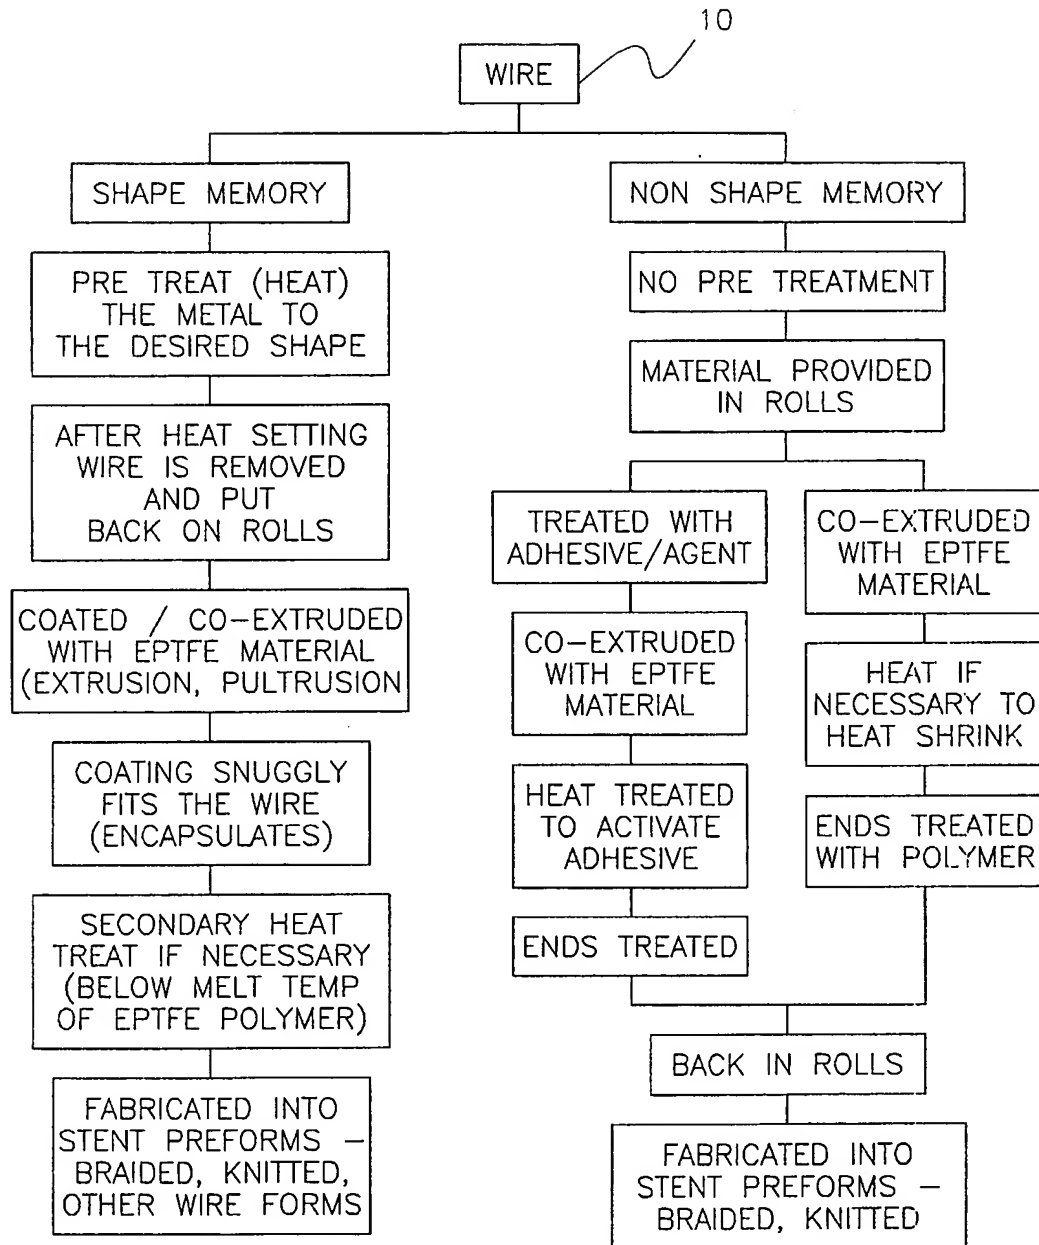 10
WIRE
SHAPE MEMORY
PRE TREAT (HEAT)
THE METAL TO
THE DESIRED SHAPE
AFTER HEAT SETTING
WIRE IS REMOVED
AND PUT
BACK ON ROLLS
COATED / CO-EXTRUDED
WITH EPTFE MATERIAL
(EXTRUSION, PULTRUSION
COATING SNUGGLY
FITS THE WIRE
(ENCAPSULATES)
SECONDARY HEAT
TREAT IF NECESSARY
(BELOW MELT TEMP
OF EPTFE POLYMER)
FABRICATED INTO
STENT PREFORMS –
BRAIDED, KNITTED,
OTHER WIRE FORMS
NON SHAPE MEMORY
NO PRE TREATMENT
MATERIAL PROVIDED
IN ROLLS
TREATED WITH
ADHESIVE/AGENT
CO-EXTRUDED
WITH EPTFE
MATERIAL
HEAT TREATED
TO ACTIVATE
ADHESIVE
ENDS TREATED
CO-EXTRUDED
WITH EPTFE
MATERIAL
HEAT IF
NECESSARY TO
HEAT SHRINK
ENDS TREATED
WITH POLYMER
BACK IN ROLLS
FABRICATED INTO
STENT PREFORMS –
BRAIDED, KNITTED